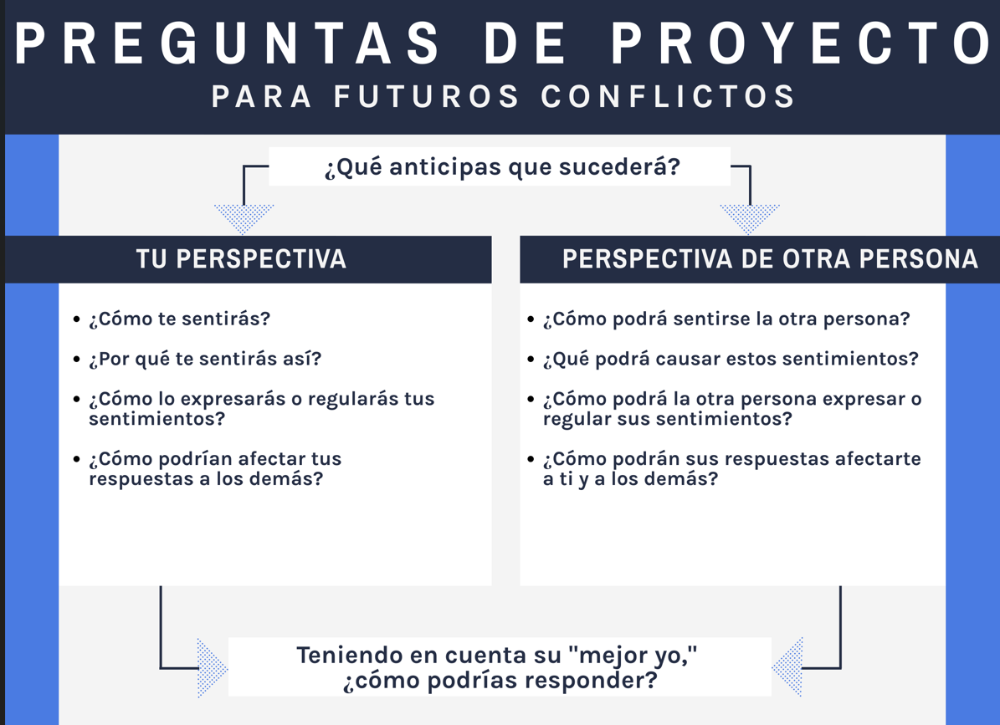 PREGUNTAS DE PROYECTO
PARA FUTUROS CONFLICTOS
¿Qué anticipas que sucederá?
TU PERSPECTIVA
• ¿Cómo te sentirás?
• ¿Por qué te sentirás así?
• ¿Cómo lo expresarás o regularás tus
sentimientos?
• ¿Cómo podrían afectar tus
respuestas a los demás?
PERSPECTIVA DE OTRA PERSONA
• ¿Cómo podrá sentirse la otra persona?
• ¿Qué podrá causar estos sentimientos?
• ¿Cómo podrá la otra persona expresar o
regular sus sentimientos?
• ¿Cómo podrán sus respuestas afectarte
a ti y a los demás?
Teniendo en cuenta su "mejor yo,"
¿cómo podrías responder?